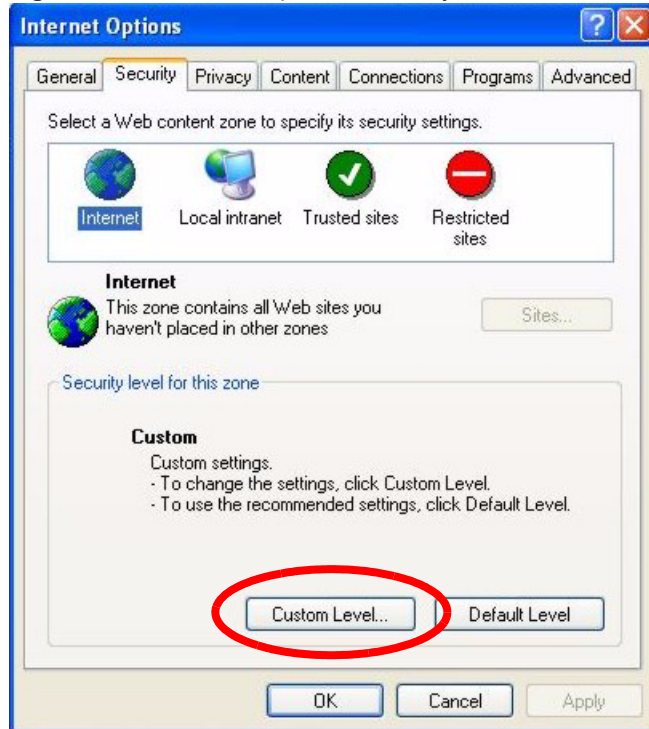 Internet Options
General Security Privacy Content Connections Programs Advanced
Select a Web content zone to specify its security settings.
Internet Local intranet Trusted sites Restricted sites
Internet
This zone contains all Web sites you
haven't placed in other zones
Sites...
Security level for this zone
Custom
Custom settings.
- To change the settings, click Custom Level.
- To use the recommended settings, click Default Level.
Custom Level... Default Level
OK Cancel Apply